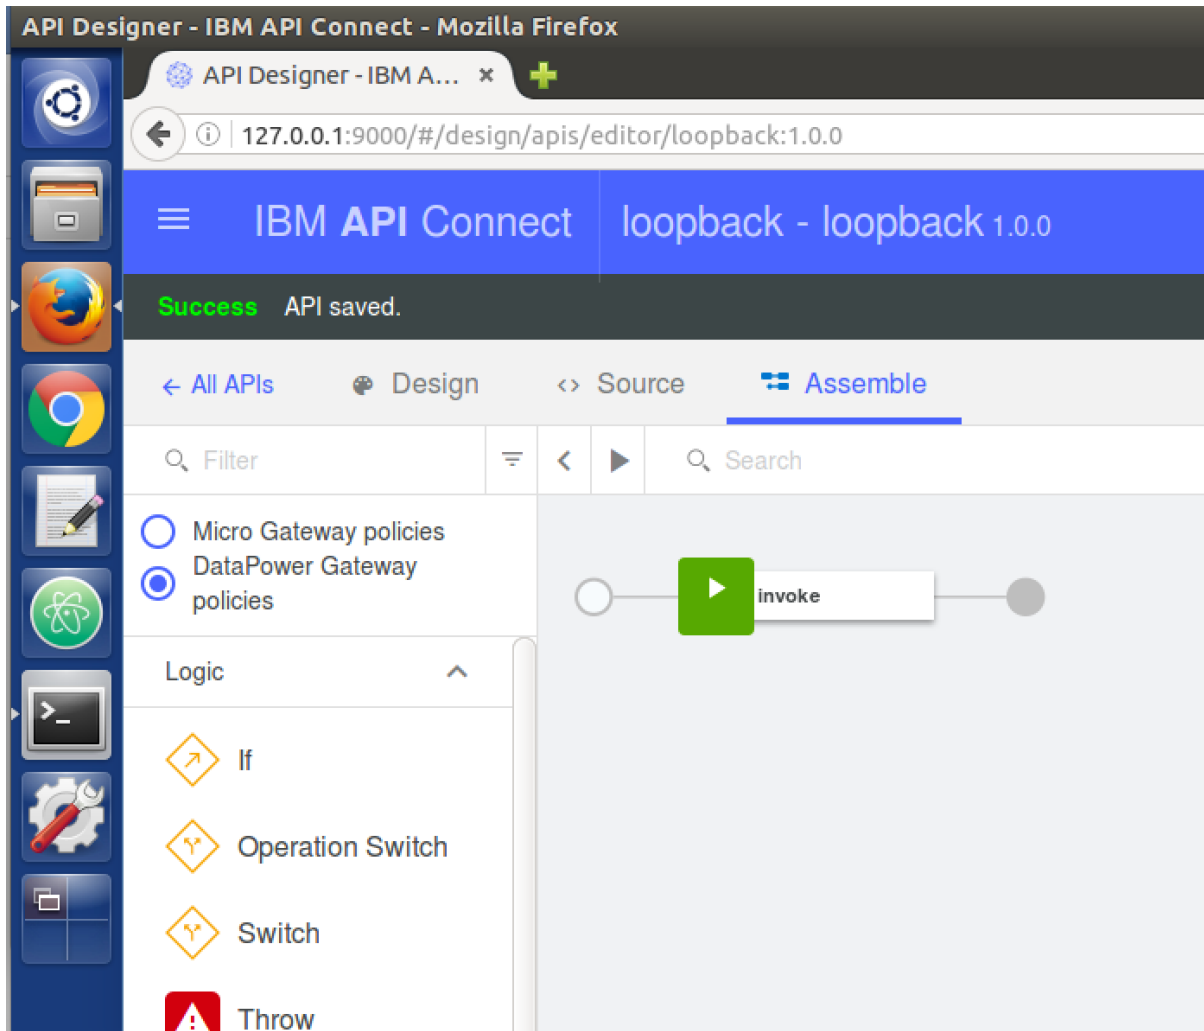 API Designer - IBM API Connect - Mozilla Firefox
API Designer - IBM A...
127.0.0.1:9000/#/design/apis/editor/loopback:1.0.0
IBM API Connect loopback - loopback 1.0.0
Success API saved.
All APIs Design Source Assemble
Filter Search
Micro Gateway policies
DataPower Gateway
policies
invoke
Logic
If
Operation Switch
Switch
Throw